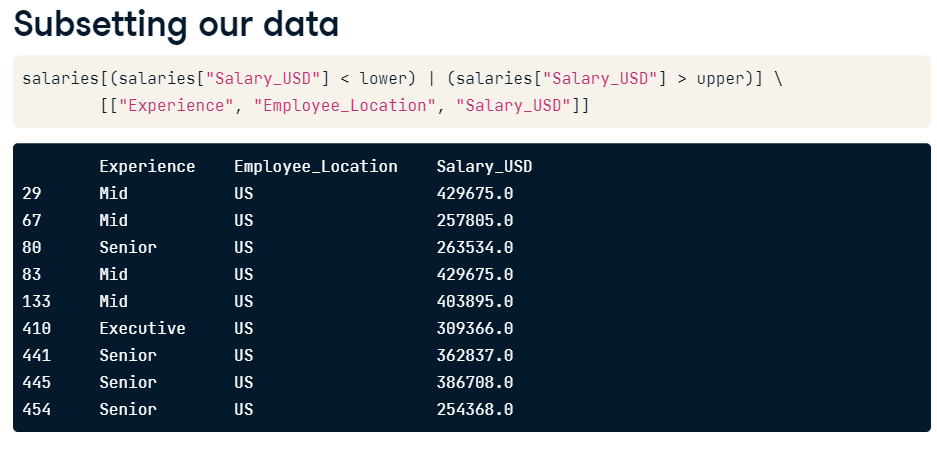 Subsetting our data
salaries[(salaries["Salary_USD"] < lower) | (salaries["Salary_USD"] > upper)] \
[["Experience", "Employee_Location", "Salary_USD"]]
Experience Employee_Location Salary_USD
29 Mid US 429675.0
67 Mid US 257805.0
80 Senior US 263534.0
83 Mid US 429675.0
133 Mid US 403895.0
410 Executive US 309366.0
441 Senior US 362837.0
445 Senior US 386708.0
454 Senior US 254368.0